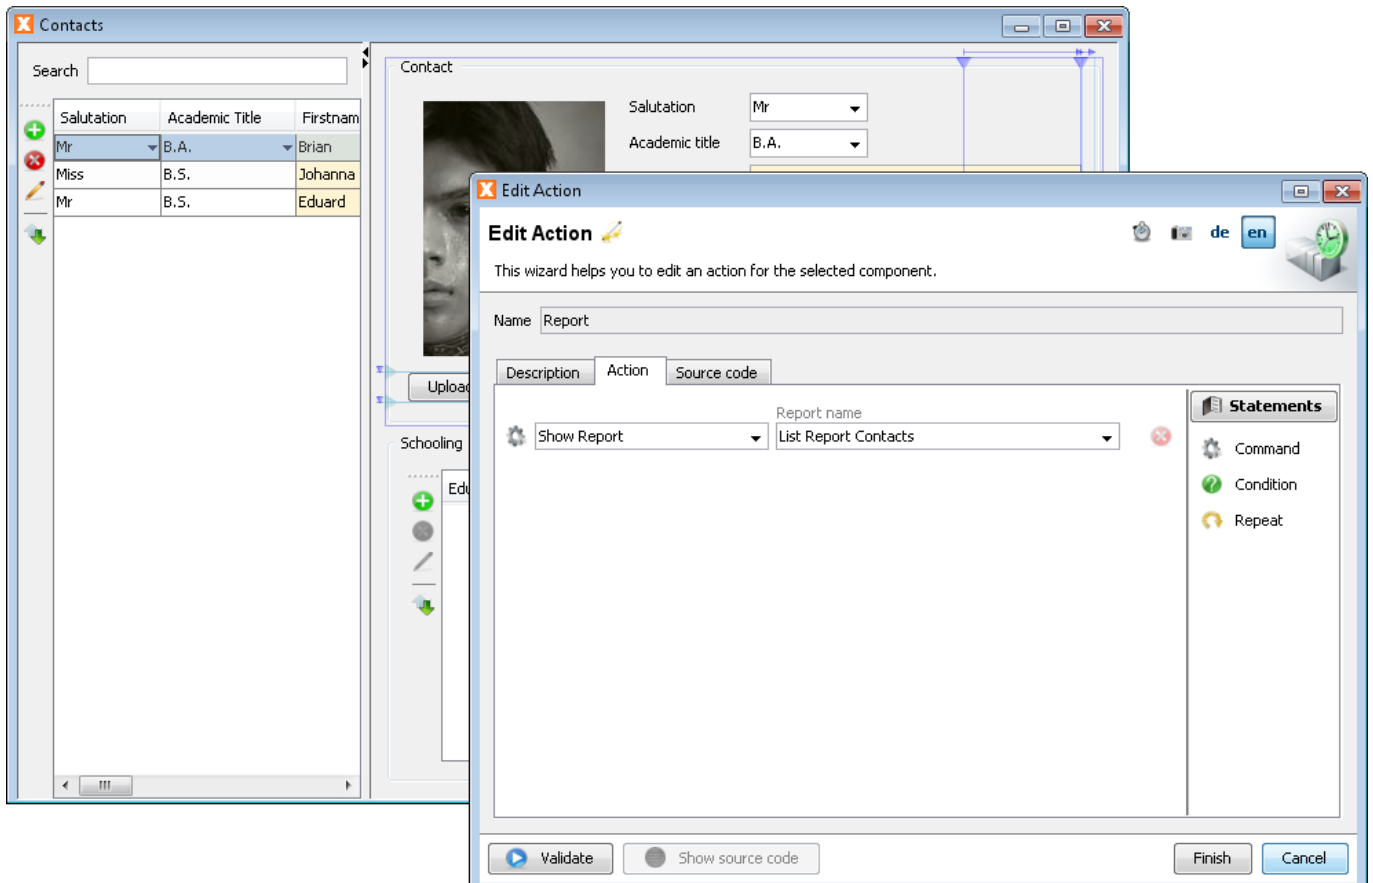 Contacts
Search
Salutation Academic Title Firstnam
Mr B.A. Brian
Miss B.S. Johanna
Mr B.S. Eduard
Contact
Salutation Mr
Academic title B.A.
Upload
Schooling
Edu
Edit Action
Edit Action
de en
This wizard helps you to edit an action for the selected component.
Name Report
Description Action Source code
Report name
Show Report List Report Contacts
Statements
Command
Condition
Repeat
Validate Show source code Finish Cancel